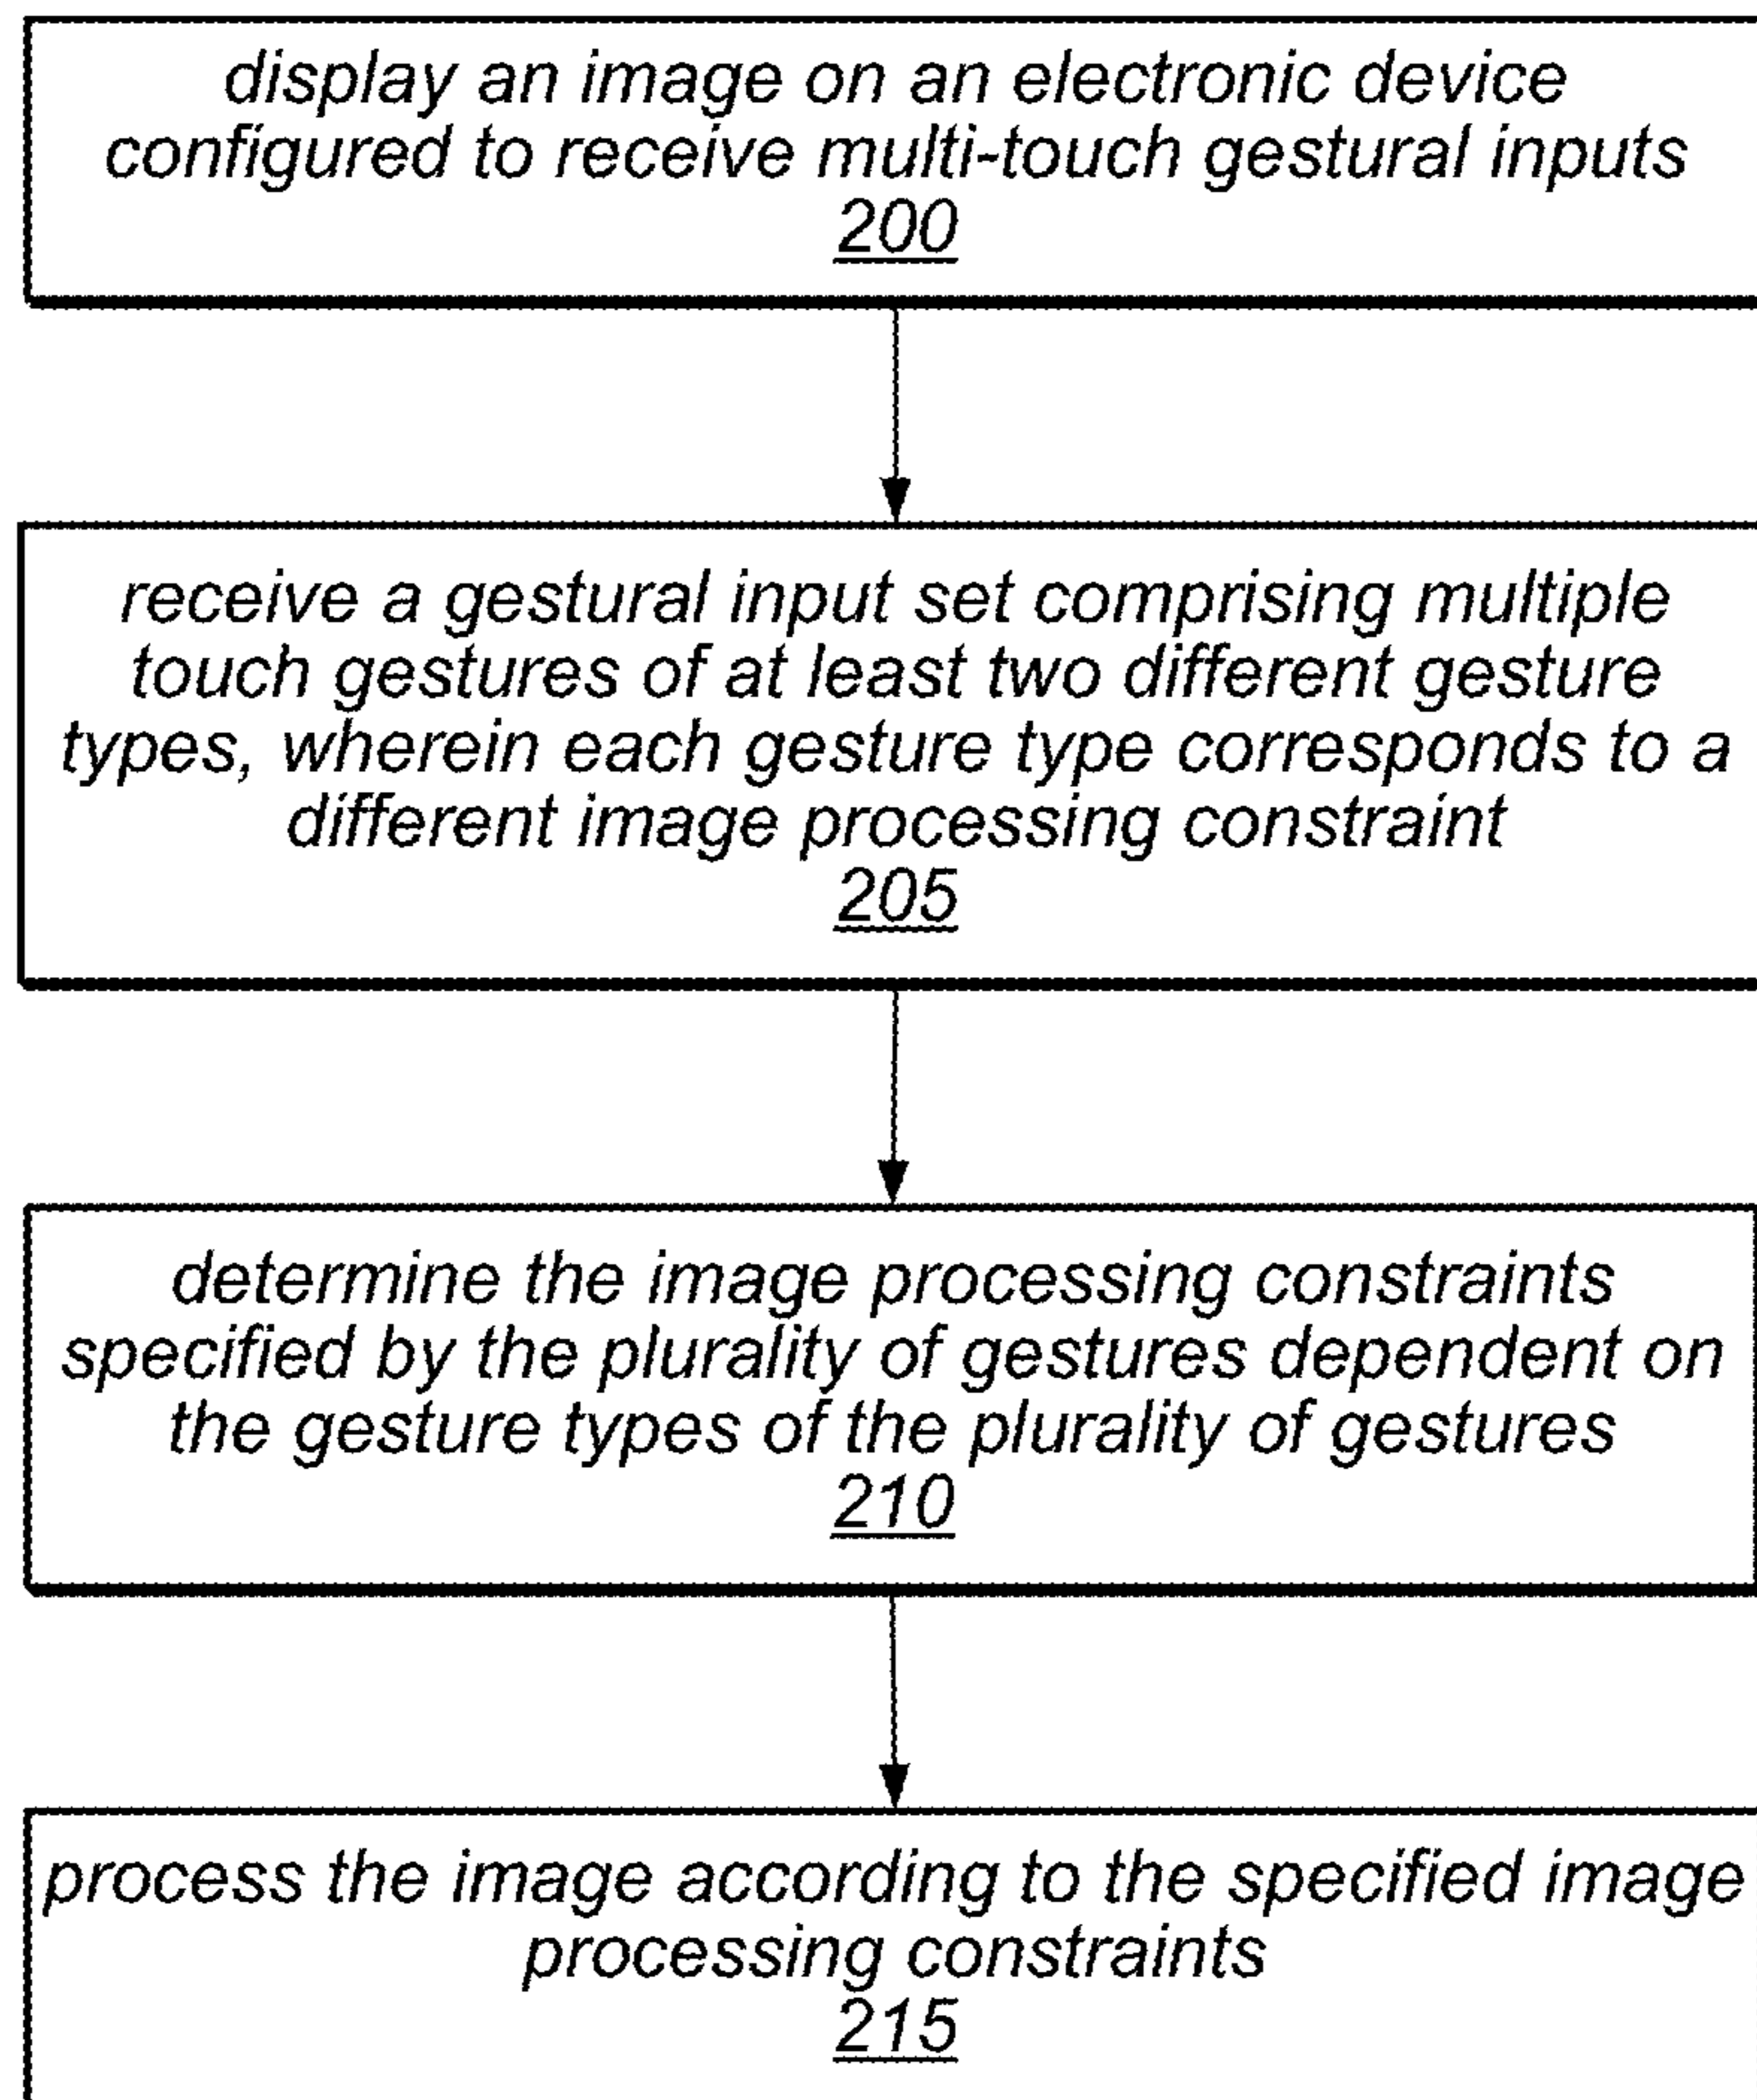 display an image on an electronic device
configured to receive multi-touch gestural inputs
200
receive a gestural input set comprising multiple
touch gestures of at least two different gesture
types, wherein each gesture type corresponds to a
different image processing constraint
205
determine the image processing constraints
specified by the plurality of gestures dependent on
the gesture types of the plurality of gestures
210
process the image according to the specified image
processing constraints
215